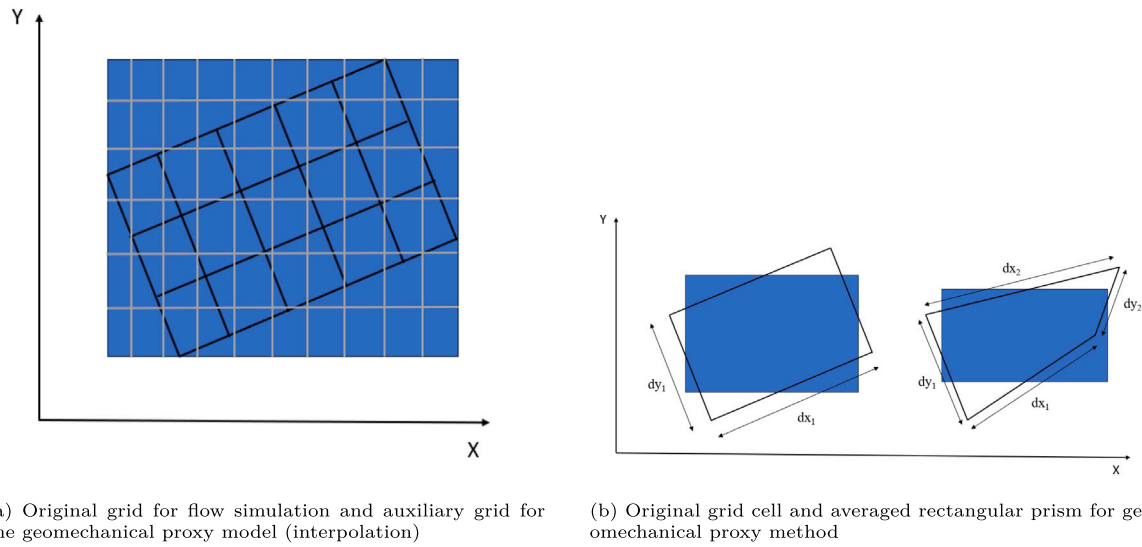 Y
X
Y
dx₂
dy₂
dy₁
dx₁
dy₁
dx₁
X
a) Original grid for flow simulation and auxiliary grid for
ne geomechanical proxy model (interpolation)
(b) Original grid cell and averaged rectangular prism for ge
omechanical proxy method